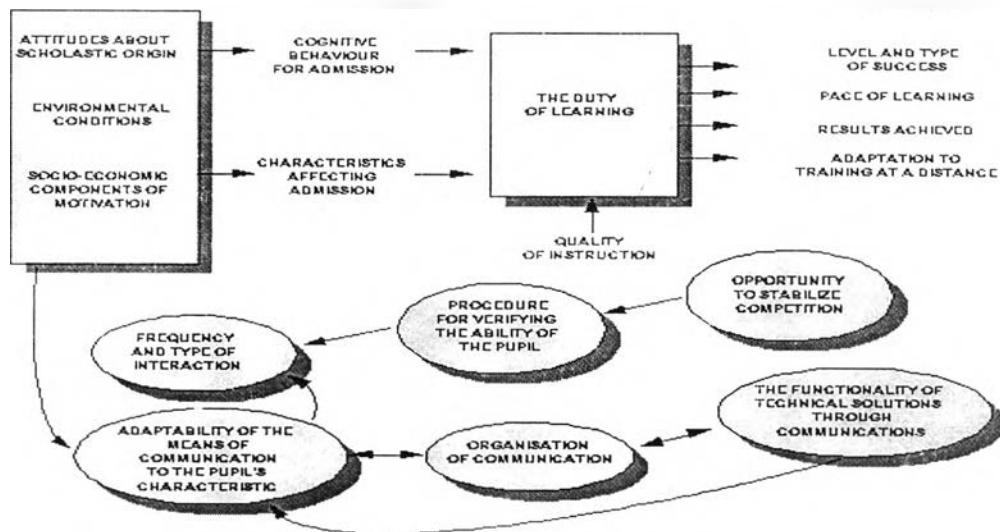 ATTITUDES ABOUT
SCHOLASTIC ORIGIN
ENVIRONMENTAL
CONDITIONS
SOCIO-ECONOMIC
COMPONENTS OF
MOTIVATION
COGNITIVE
BEHAVIOUR
FOR ADMISSION
CHARACTERISTICS
AFFECTING
ADMISSION
THE DUTY
OF LEARNING
LEVEL AND TYPE
OF SUCCESS
PACE OF LEARNING
RESULTS ACHIEVED
ADAPTATION TO
TRAINING AT A DISTANCE
QUALITY
OF INSTRUCTION
OPPORTUNITY
TO STABILIZE
COMPETITION
PROCEDURE
FOR VERIFYING
THE ABILITY OF
THE PUPIL
FREQUENCY
AND TYPE OF
INTERACTION
ADAPTABILITY OF THE
MEANS OF
COMMUNICATION
TO THE PUPIL'S
CHARACTERISTIC
ORGANISATION
OF COMMUNICATION
THE FUNCTIONALITY OF
TECHNICAL SOLUTIONS
THROUGH
COMMUNICATIONS